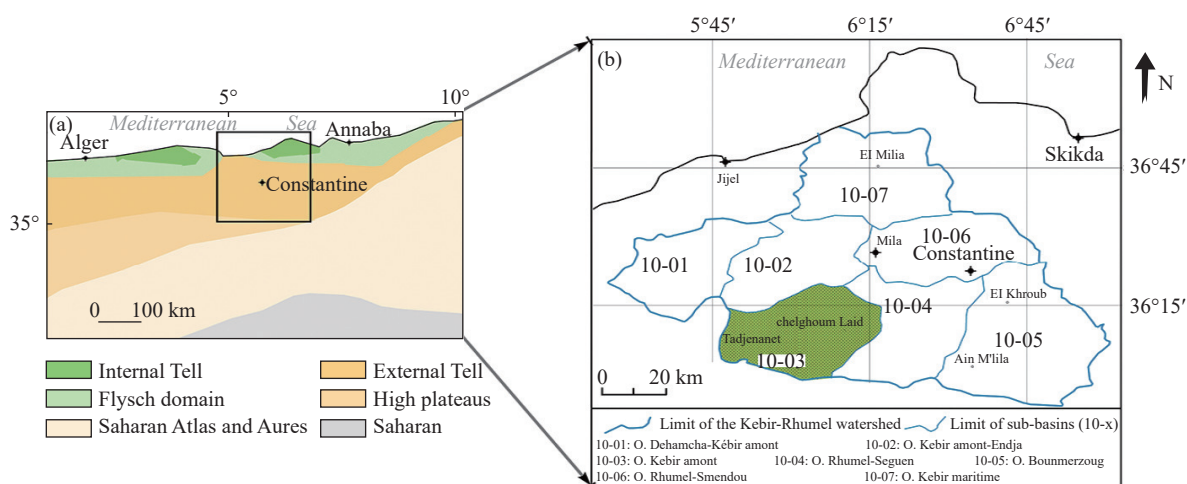 (a)
5°
10°
Mediterranean Sea
Alger
Annaba
Constantine
35°
0 100 km
Internal Tell
External Tell
Flysch domain
High plateaus
Saharan Atlas and Aures
Saharan
(b)
5°45′
6°15′
6°45′
Mediterranean Sea
N
Skikda
36°45′
El Milia
Jijel
10-07
Mila
10-06
Constantine
10-01
10-02
El Khroub
10-04
36°15′
chelghoum Laid
Tadjenanet
10-05
10-03
Ain M'lila
0 20 km
Limit of the Kebir-Rhumel watershed
Limit of sub-basins (10-x)
10-01: O. Dehamcha-Kébir amont
10-02: O. Kebir amont-Endja
10-03: O. Kebir amont
10-04: O. Rhumel-Seguen
10-05: O. Bounmerzoug
10-06: O. Rhumel-Smendou
10-07: O. Kebir maritime